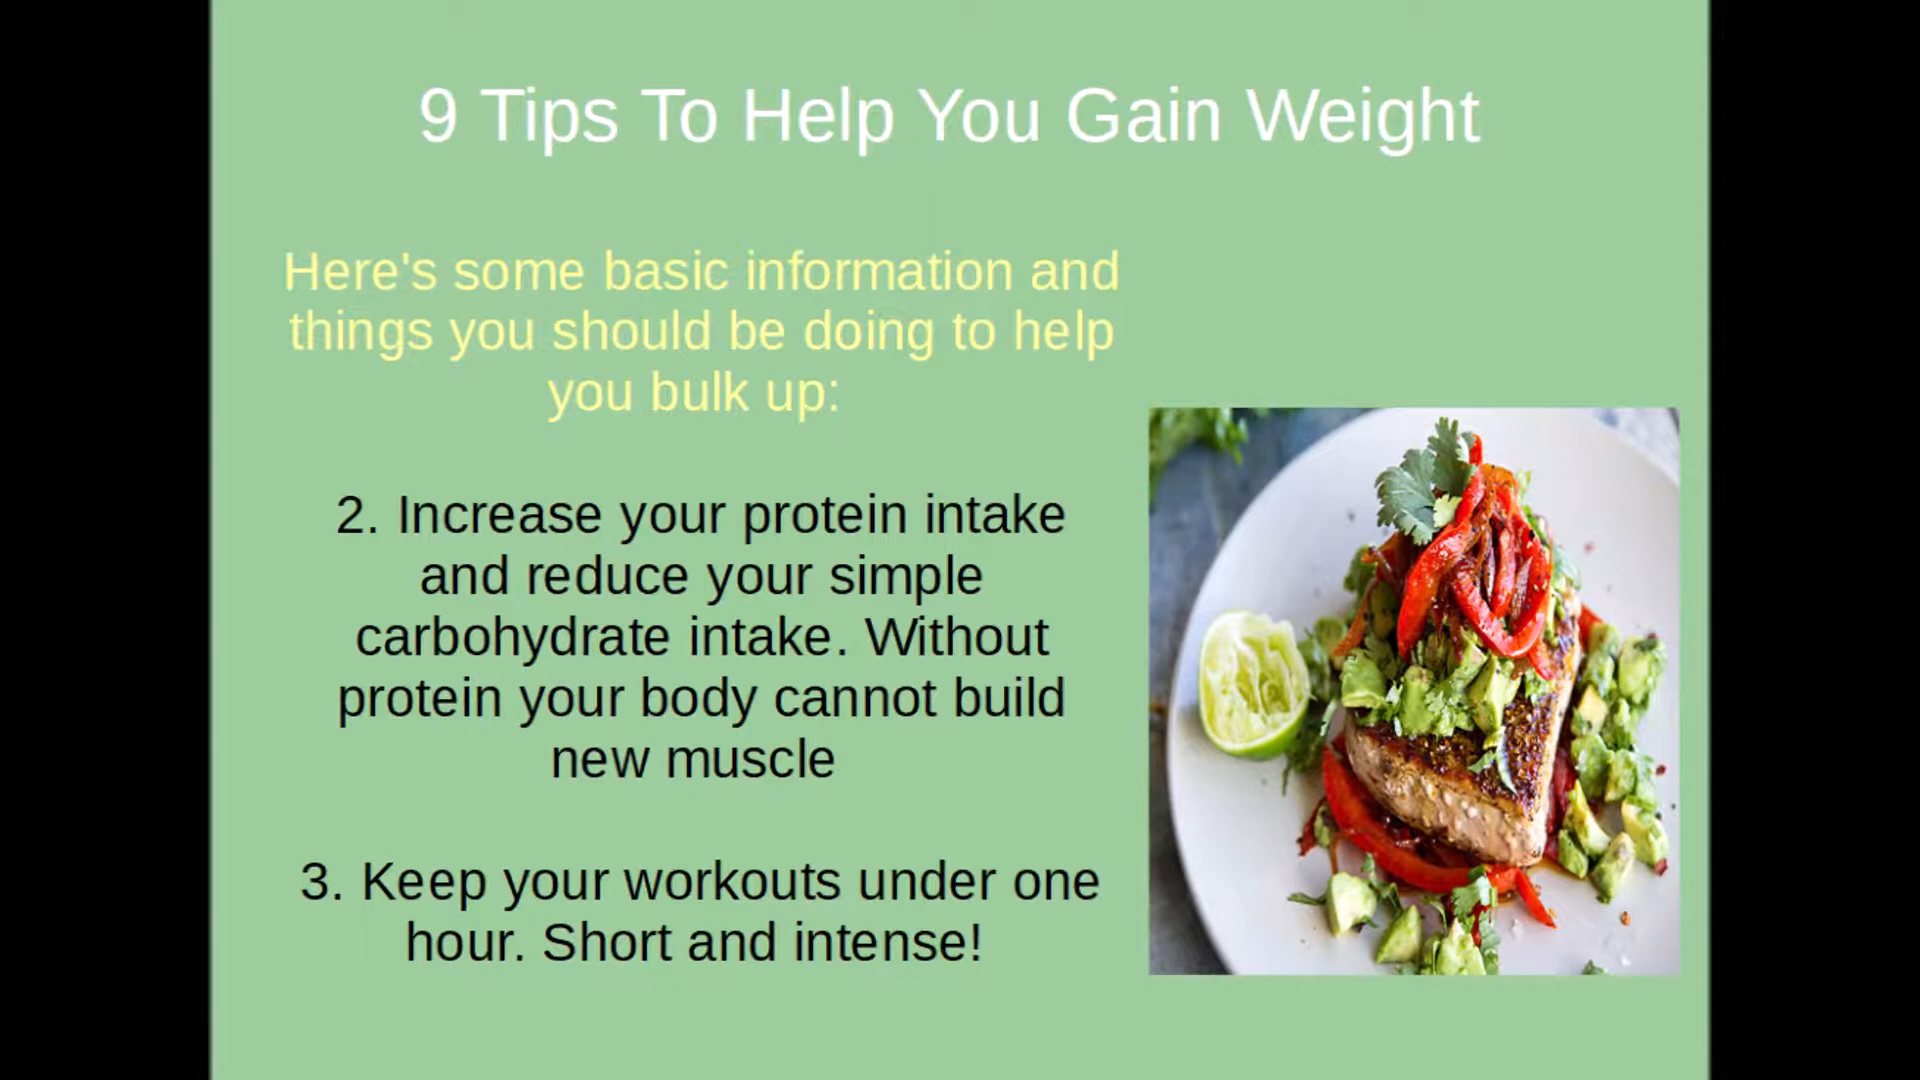 9 Tips To Help You Gain Weight
Here's some basic information and
things you should be doing to help
you bulk up:
2. Increase your protein intake
and reduce your simple
carbohydrate intake. Without
protein your body cannot build
new muscle
3. Keep your workouts under one
hour. Short and intense!